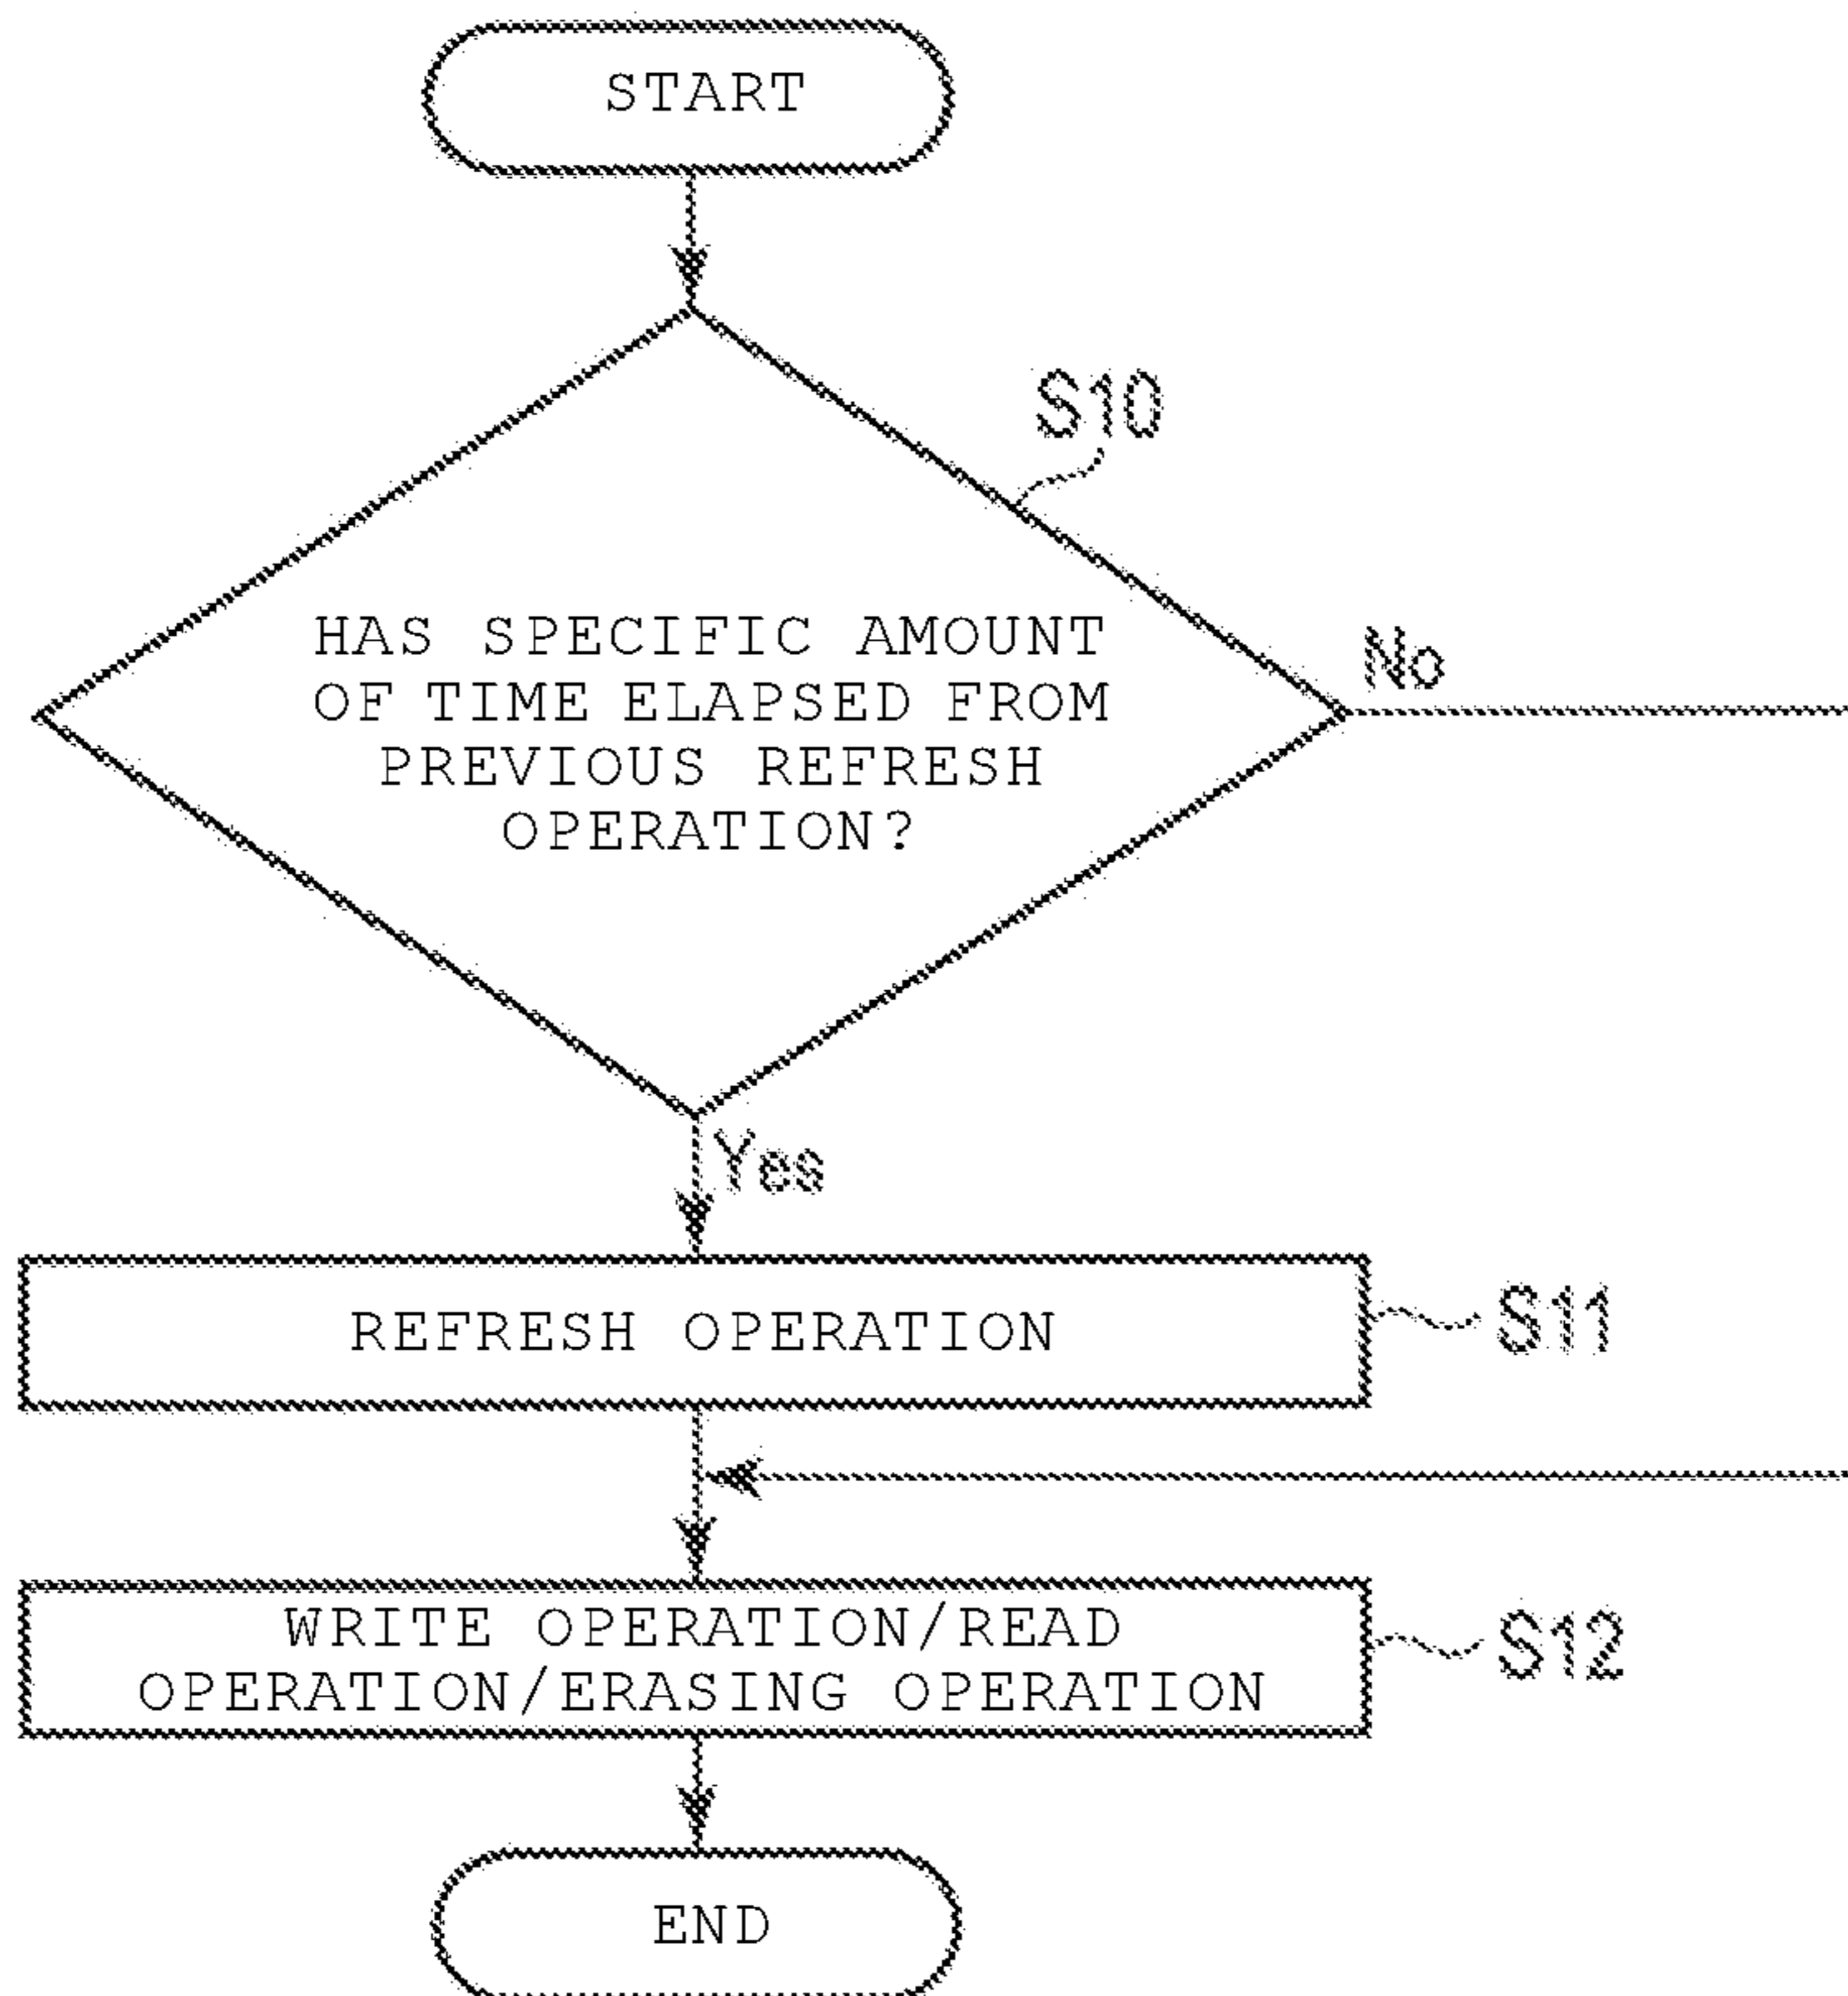 START
S10
HAS SPECIFIC AMOUNT
OF TIME ELAPSED FROM
PREVIOUS REFRESH
OPERATION?
No
Yes
REFRESH OPERATION
S11
WRITE OPERATION/READ
OPERATION/ERASING OPERATION
S12
END